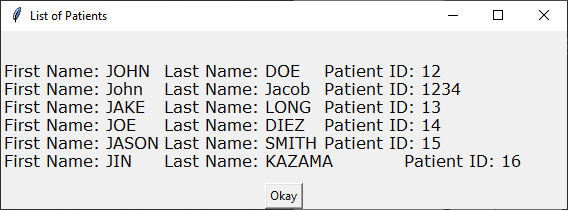 List of Patients
First Name: JOHN Last Name: DOE Patient ID: 12
First Name: John Last Name: Jacob Patient ID: 1234
First Name: JAKE Last Name: LONG Patient ID: 13
First Name: JOE Last Name: DIEZ Patient ID: 14
First Name: JASON Last Name: SMITH Patient ID: 15
First Name: JIN Last Name: KAZAMA Patient ID: 16
Okay